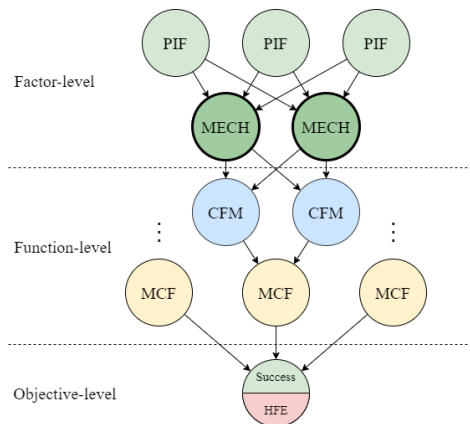 PIF PIF PIF
Factor-level
MECH MECH
CFM CFM
Function-level
MCF MCF MCF
Success
Objective-level
HFE